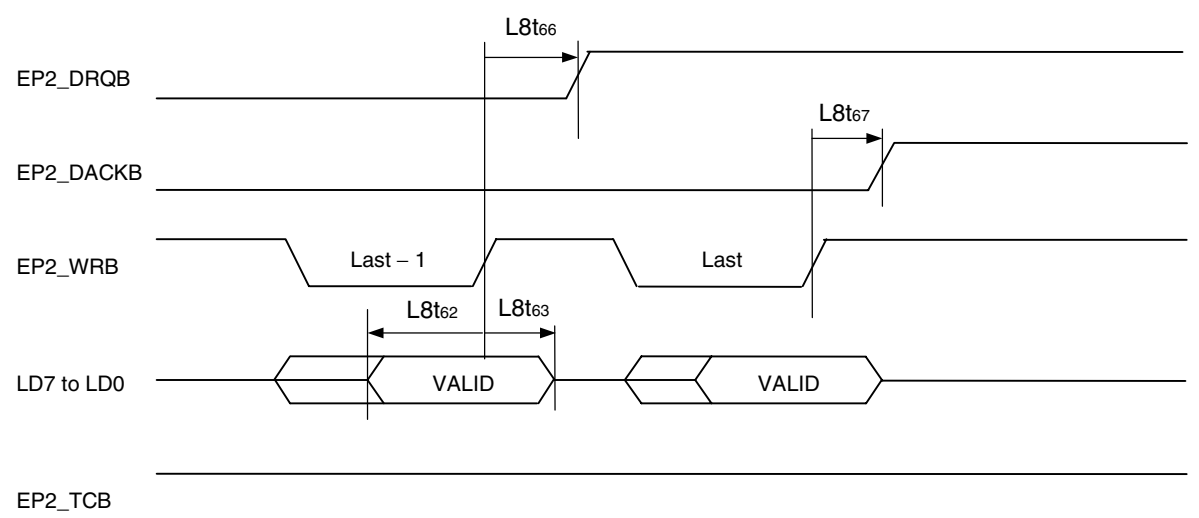 L8t66
EP2_DRQB
L8t67
EP2_DACKB
EP2_WRB
Last – 1
Last
L8t62
L8t63
LD7 to LD0
VALID
VALID
EP2_TCB